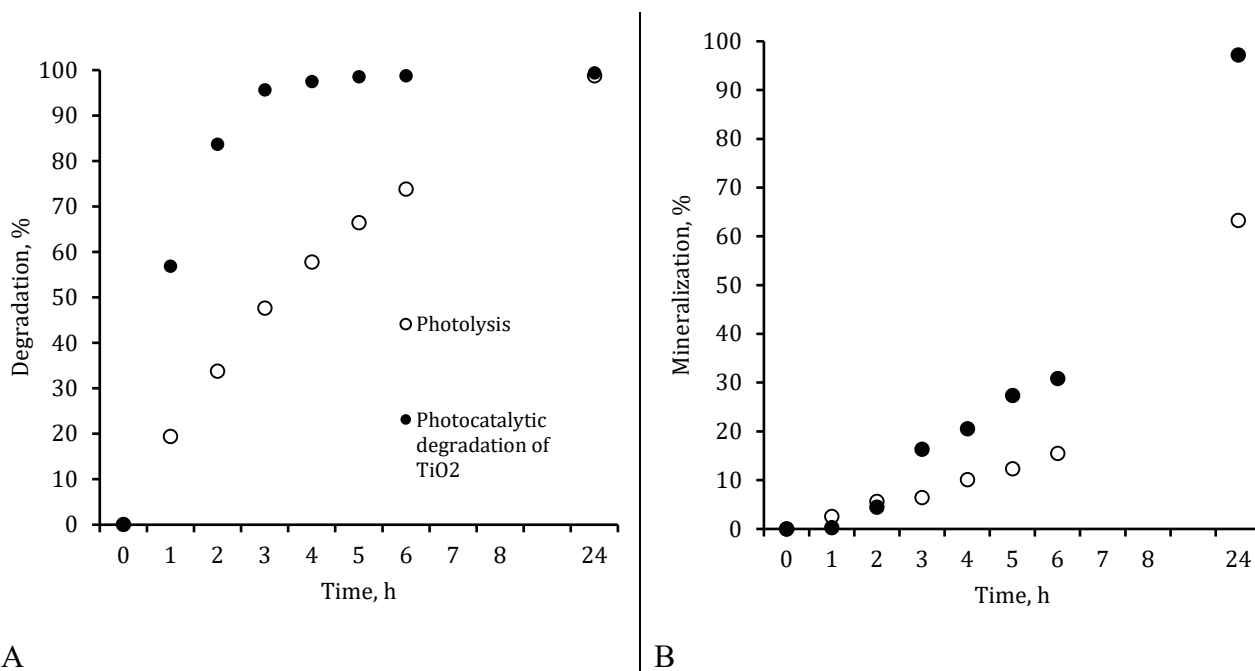 100
90
80
70
60
50
40
30
20
10
0
Degradation, %
0 1 2 3 4 5 6 7 8 24
Time, h
Photolysis
Photocatalytic
degradation of
TiO2
A
100
90
80
70
60
50
40
30
20
10
0
Mineralization, %
0 1 2 3 4 5 6 7 8 24
Time, h
B